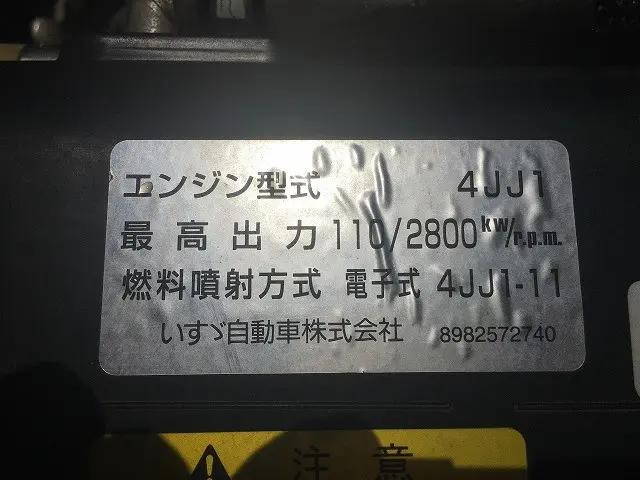 エンジン型式 4JJ1
最高出力 110/2800 kw/r.p.m.
燃料噴射方式 電子式 4JJ1-11
いすゞ自動車株式会社 8982572740
注意